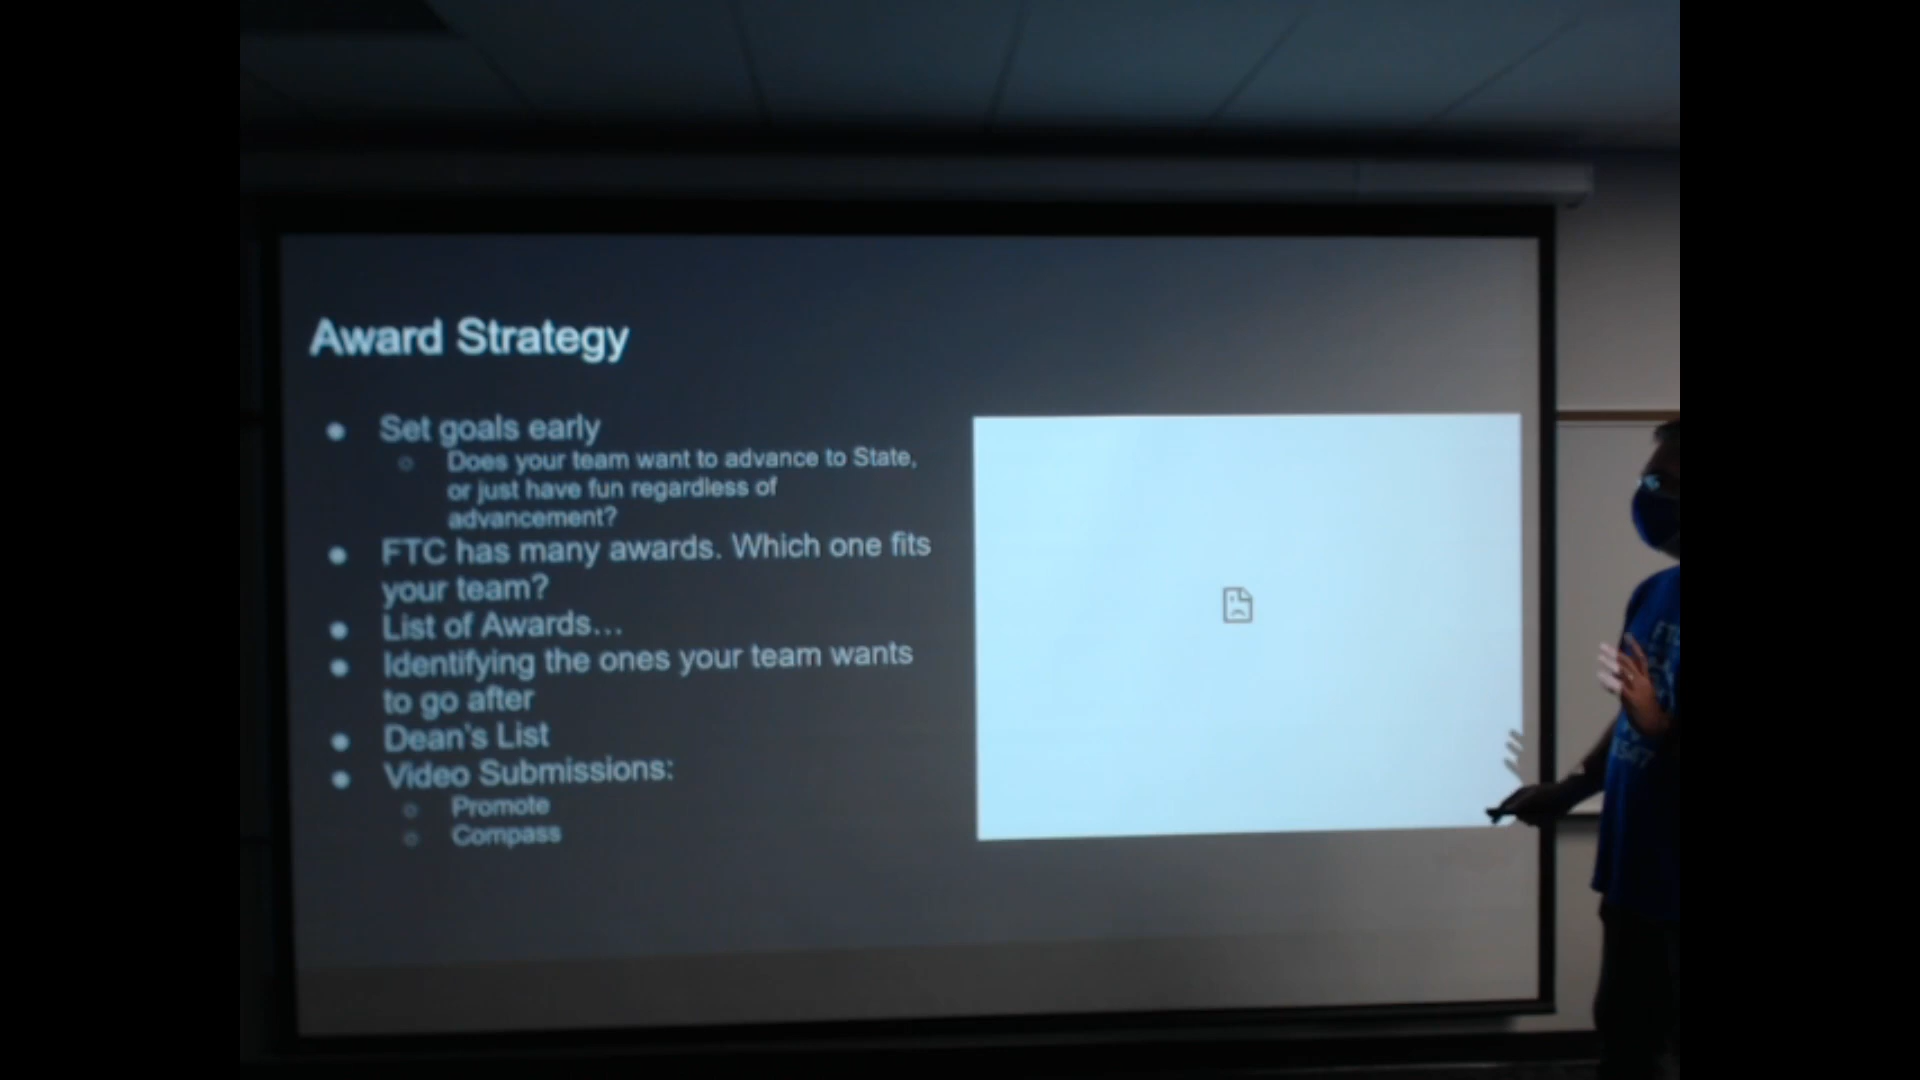 Award Strategy
● Set goals early
○ Does your team want to advance to State,
or just have fun regardless of
advancement?
● FTC has many awards. Which one fits
your team?
● List of Awards...
● Identifying the ones your team wants
to go after
● Dean's List
● Video Submissions:
○ Promote
○ Compass